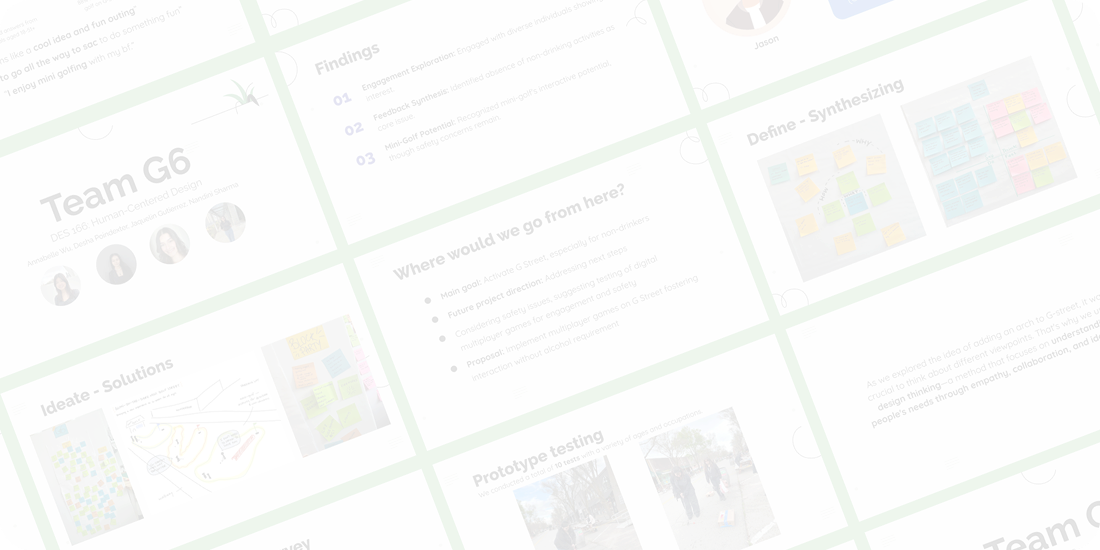 ns like a cool idea and fun outing"
to go all the way to sac to do something fun"
"I enjoy mini golfing with my pl."
Team G6
DES 166, Human-Centered Design
Ideate - Solutions
Findings
01 Engagement Exploration: Engaged with diverse individuals showing
interest.
02 Feedback Synthesis: Identified absence of non-drinking activities as
core issue.
03 Mini-Golf Potential: Recognized mini-golf's interactive potential,
though safety concerns remain.
Where would we go from here?
Main goal: Activate G Street, especially for non-drinkers
Future project direction: Addressing next steps
Considering safety issues, suggesting testing of digital
multiplayer games for engagement and safety
Proposal: Implement multiplayer games on G Street fostering
interaction without alcohol requirement
Prototype testing
we conducted a total of 10 tests with a variety of ages and occupations
vey
Jason
Define - Synthesizing
As we explored the idea of adding an arch to G-street, it wa
crucial to think about different viewpoints. That's why we u
design thinking—a method that focuses on understandi
people's needs through empathy, collaboration, and ide
Team G